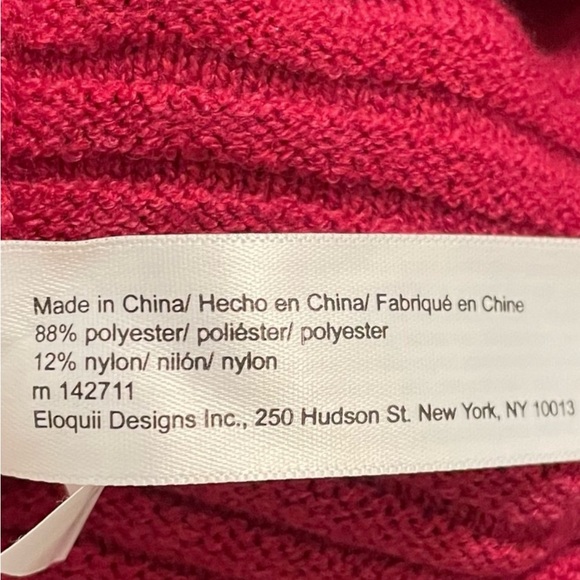 Made in China/ Hecho en China/ Fabriqué en Chine
88% polyester/ poliéster/ polyester
12% nylon/ nilón/ nylon
m 142711
Eloquii Designs Inc., 250 Hudson St. New York, NY 10013